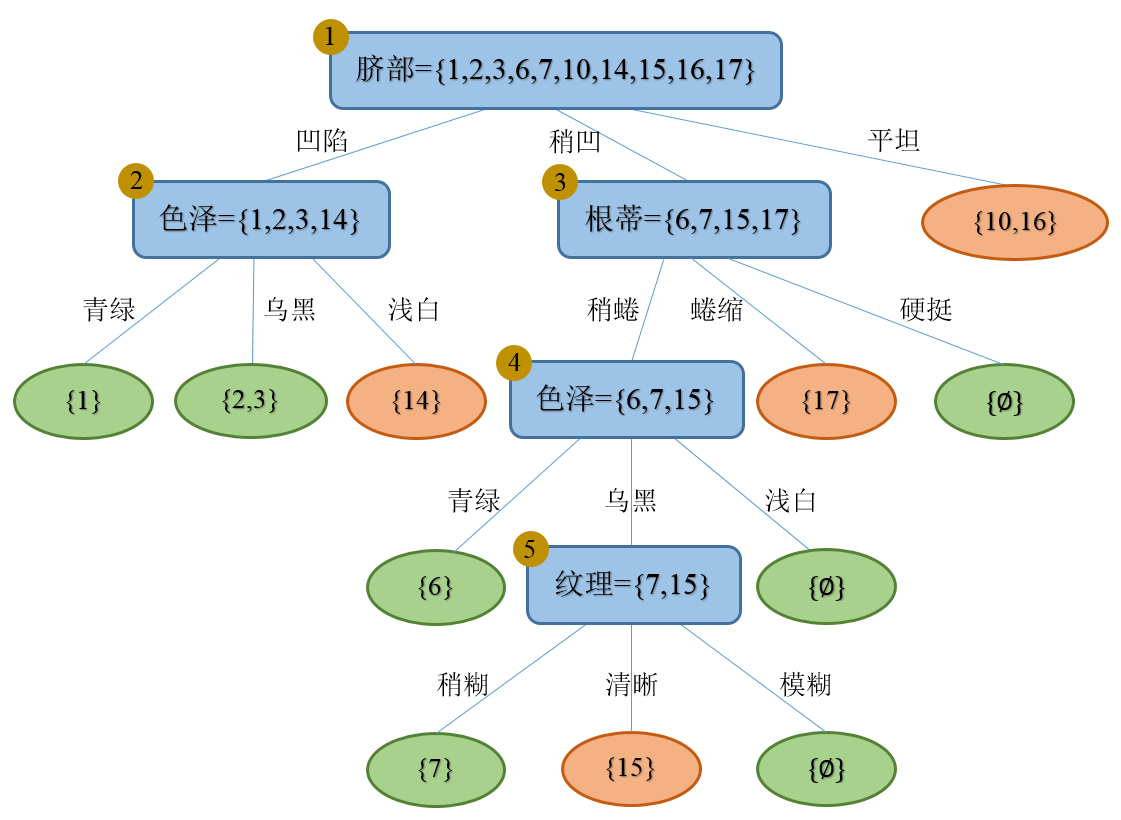 1
脐部={1,2,3,6,7,10,14,15,16,17}
凹陷
稍凹
平坦
2
色泽={1,2,3,14}
3
根蒂={6,7,15,17}
{10,16}
青绿
乌黑
浅白
稍蜷
蜷缩
硬挺
{1}
{2,3}
{14}
4
色泽={6,7,15}
{17}
{∅}
青绿
乌黑
浅白
{6}
5
纹理={7,15}
{∅}
稍糊
清晰
模糊
{7}
{15}
{∅}